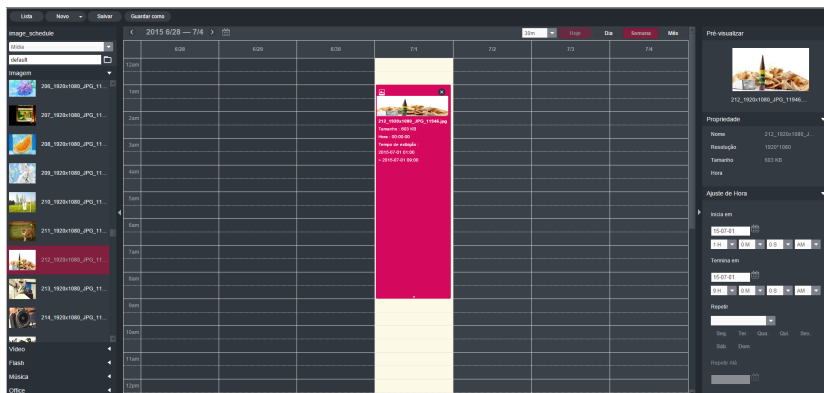 Lista Novo Salvar Guardar como
image_schedule
Mídia
default
Imagem
206_1920x1080_JPG_11...
207_1920x1080_JPG_11...
208_1920x1080_JPG_11...
209_1920x1080_JPG_11...
210_1920x1080_JPG_11...
211_1920x1080_JPG_11...
212_1920x1080_JPG_11...
213_1920x1080_JPG_11...
214_1920x1080_JPG_11...
Vídeo
Flash
Música
Office
2015 6/28 — 7/4
30m Hoje Dia Semana Mês
6/28 6/29 6/30 7/1 7/2 7/3 7/4
12am
1am
2am
3am
4am
5am
6am
7am
8am
9am
10am
11am
12pm
212_1920x1080_JPG_11946.jpg
Tamanho : 603 KB
Hora : 00:00:00
Tempo de exibição :
2015-07-01 01:00
~ 2015-07-01 09:00
Pré-visualizar
212_1920x1080_JPG_11946....
Propriedade
Nome 212_1920x1080_J...
Resolução 1920*1080
Tamanho 603 KB
Hora
Ajuste de Hora
Inicia em
15-07-01
1 H 0 M 0 S AM
Termina em
15-07-01
9 H 0 M 0 S AM
Repetir
Seg Ter Qua Qui Sex
Sáb Dom
Repetir Até